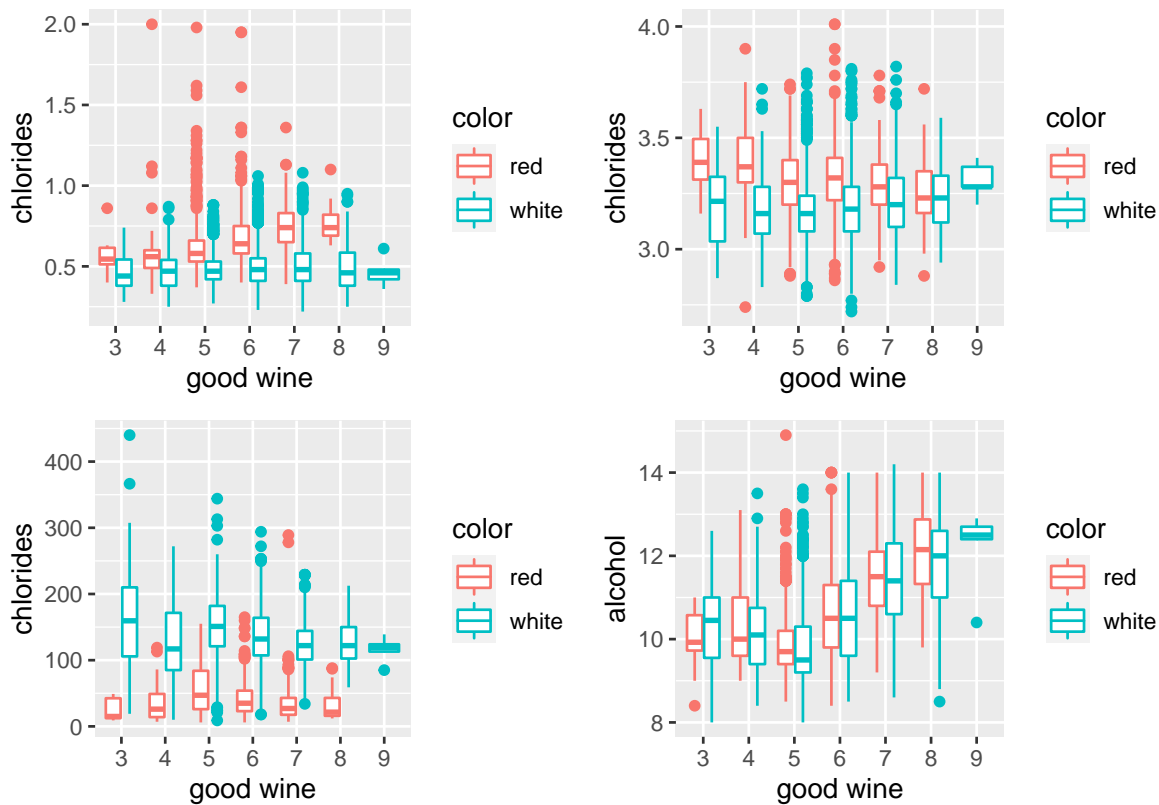 2.0
1.5
1.0
0.5
chlorides
3 4 5 6 7 8 9
good wine
color
red
white
4.0
3.5
3.0
chlorides
3 4 5 6 7 8 9
good wine
color
red
white
400
300
200
100
0
chlorides
3 4 5 6 7 8 9
good wine
color
red
white
14
12
10
8
alcohol
3 4 5 6 7 8 9
good wine
color
red
white